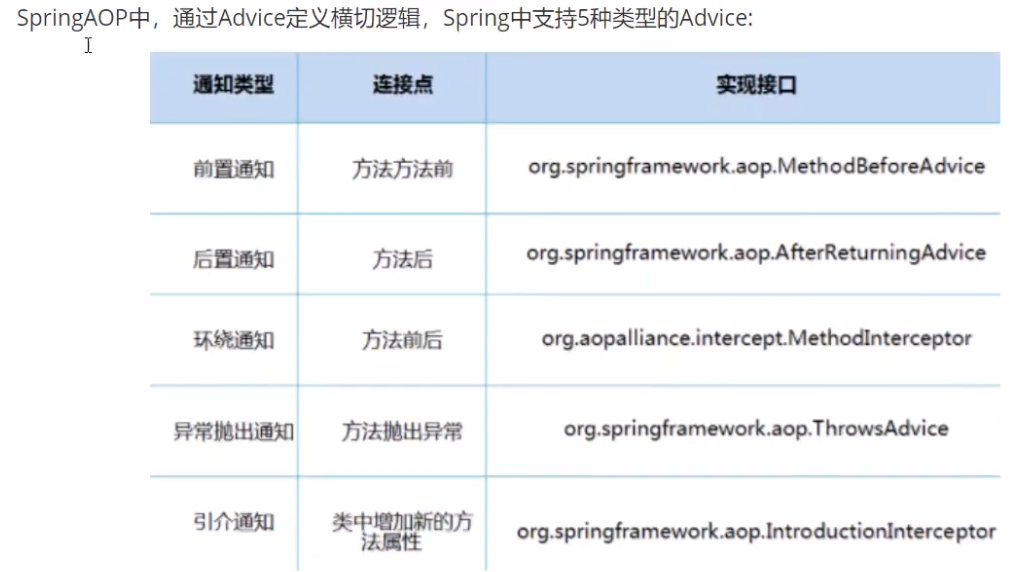 SpringAOP中，通过Advice定义横切逻辑，Spring中支持5种类型的Advice:
通知类型 连接点 实现接口
前置通知 方法方法前 org.springframework.aop.MethodBeforeAdvice
后置通知 方法后 org.springframework.aop.AfterReturningAdvice
环绕通知 方法前后 org.aopalliance.intercept.MethodInterceptor
异常抛出通知 方法抛出异常 org.springframework.aop.ThrowsAdvice
引介通知 类中增加新的方
法属性 org.springframework.aop.IntroductionInterceptor